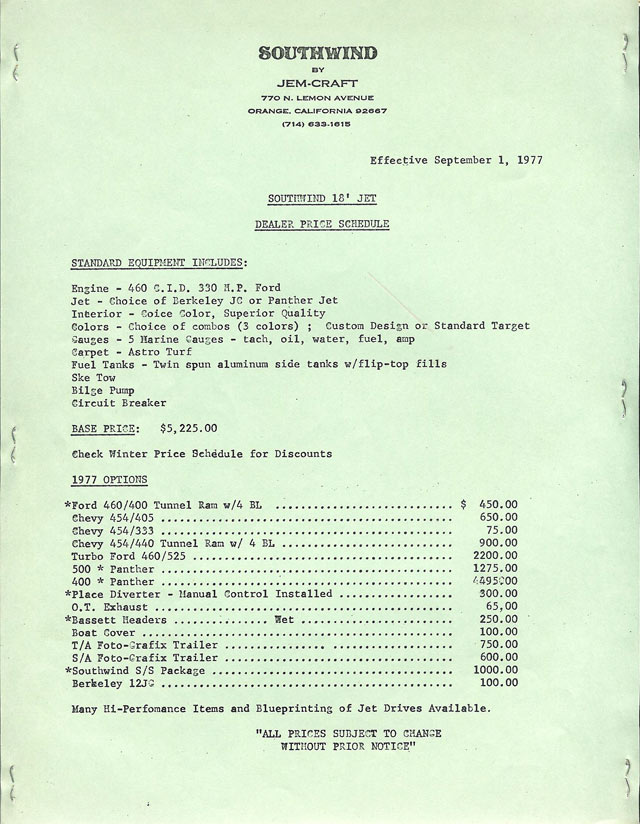 SOUTHWIND
BY
JEM-CRAFT
770 N. LEMON AVENUE
ORANGE, CALIFORNIA 92667
(714) 633-1615
Effective September 1, 1977
SOUTHWIND 18' JET
DEALER PRICE SCHEDULE
STANDARD EQUIPMENT INCLUDES:
Engine - 460 C.I.D. 330 H.P. Ford
Jet - Choice of Berkeley JC or Panther Jet
Interior - Coice Color, Superior Quality
Colors - Choice of combos (3 colors) ; Custom Design or Standard Target
Gauges - 5 Marine Gauges - tach, oil, water, fuel, amp
Carpet - Astro Turf
Fuel Tanks - Twin spun aluminum side tanks w/flip-top fills
Ske Tow
Bilge Pump
Circuit Breaker
BASE PRICE: $5,225.00
Check Winter Price Schedule for Discounts
1977 OPTIONS
*Ford 460/400 Tunnel Ram w/4 BL ............................ $ 450.00
Chevy 454/405 ............................................. 650.00
Chevy 454/333 ............................................. 75.00
Chevy 454/440 Tunnel Ram w/ 4 BL .......................... 900.00
Turbo Ford 460/525 ........................................ 2200.00
500 * Panther ............................................. 1275.00
400 * Panther ............................................. 
*Place Diverter - Manual Control Installed ................. 300.00
O.T. Exhaust .............................................. 65,00
*Bassett Headers ........... Wet ........................... 250.00
Boat Cover ................................................ 100.00
T/A Foto-Grafix Trailer ................................... 750.00
S/A Foto-Grafix Trailer ................................... 600.00
*Southwind S/S Package ..................................... 1000.00
Berkeley 12JG ............................................. 100.00
Many Hi-Perfomance Items and Blueprinting of Jet Drives Available.
"ALL PRICES SUBJECT TO CHANGE
WITHOUT PRIOR NOTICE"